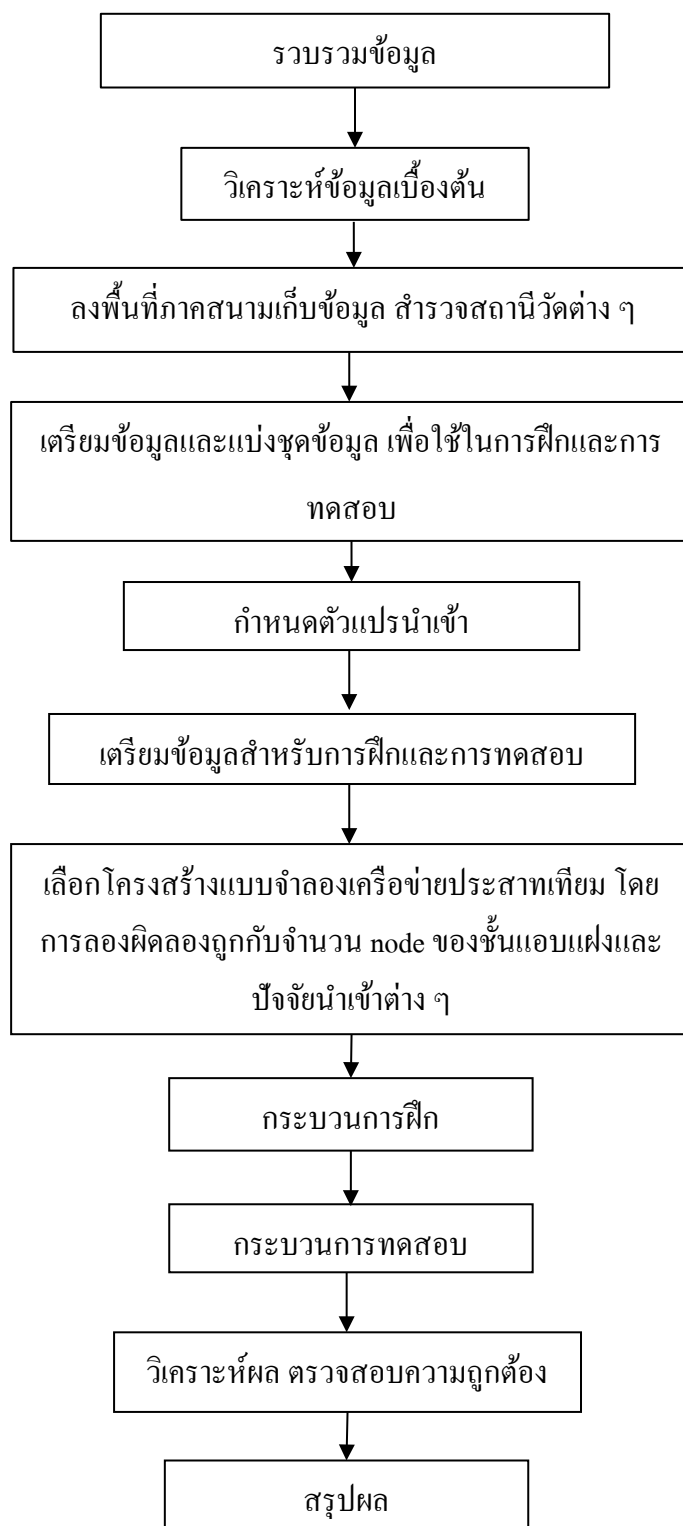 รวบรวมข้อมูล
วิเคราะห์ข้อมูลเบื้องต้น
ลงพื้นที่ภาคสนามเก็บข้อมูล สำรวจสถานีวัดต่าง ๆ
เตรียมข้อมูลและแบ่งชุดข้อมูล เพื่อใช้ในการฝึกและการ
ทดสอบ
กำหนดตัวแปรนำเข้า
เตรียมข้อมูลสำหรับการฝึกและการทดสอบ
เลือกโครงสร้างแบบจำลองเครือข่ายประสาทเทียม โดย
การลองผิดลองถูกกับจำนวน node ของชั้นแอบแฝงและ
ปัจจัยนำเข้าต่าง ๆ
กระบวนการฝึก
กระบวนการทดสอบ
วิเคราะห์ผล ตรวจสอบความถูกต้อง
สรุปผล